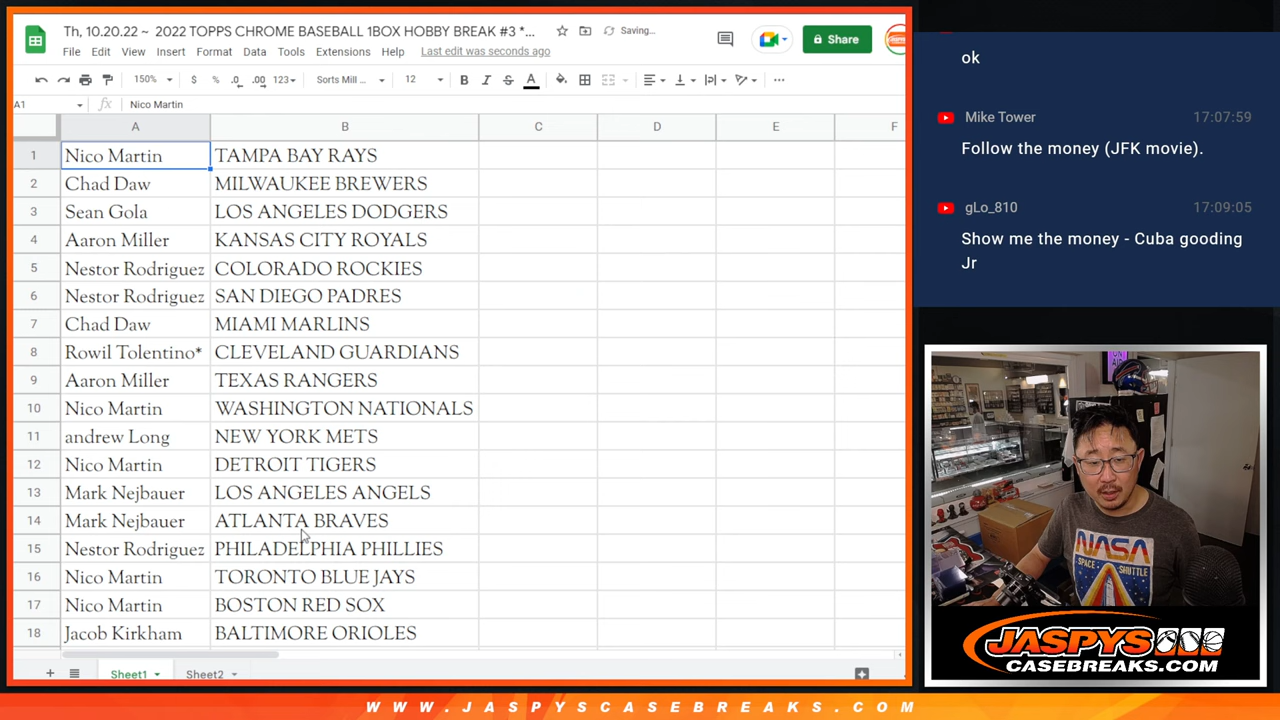 Th, 10.20.22 ~ 2022 TOPPS CHROME BASEBALL 1BOX HOBBY BREAK #3 *...
Saving...
Share
File Edit View Insert Format Data Tools Extensions Help Last edit was seconds ago
150% $ % .0 .00 123 Sorts Mill ... 12 B I S A
A1 fx Nico Martin
A B C D E F
1 Nico Martin TAMPA BAY RAYS
2 Chad Daw MILWAUKEE BREWERS
3 Sean Gola LOS ANGELES DODGERS
4 Aaron Miller KANSAS CITY ROYALS
5 Nestor Rodriguez COLORADO ROCKIES
6 Nestor Rodriguez SAN DIEGO PADRES
7 Chad Daw MIAMI MARLINS
8 Rowil Tolentino* CLEVELAND GUARDIANS
9 Aaron Miller TEXAS RANGERS
10 Nico Martin WASHINGTON NATIONALS
11 andrew Long NEW YORK METS
12 Nico Martin DETROIT TIGERS
13 Mark Nejbauer LOS ANGELES ANGELS
14 Mark Nejbauer ATLANTA BRAVES
15 Nestor Rodriguez PHILADELPHIA PHILLIES
16 Nico Martin TORONTO BLUE JAYS
17 Nico Martin BOSTON RED SOX
18 Jacob Kirkham BALTIMORE ORIOLES
Sheet1 Sheet2
ok
Mike Tower 17:07:59
Follow the money (JFK movie).
gLo_810 17:09:05
Show me the money - Cuba gooding
Jr
NASA
SPACE SHUTTLE
JASPYS
CASEBREAKS.COM
WWW.JASPYSCASEBREAKS.COM